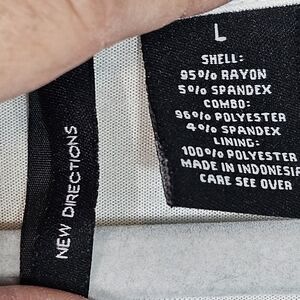 L
SHELL:
95% RAYON
5% SPANDEX
COMBO:
96% POLYESTER
4% SPANDEX
LINING:
100% POLYESTER
MADE IN INDONESIA
CARE SEE OVER
NEW DIRECTIONS